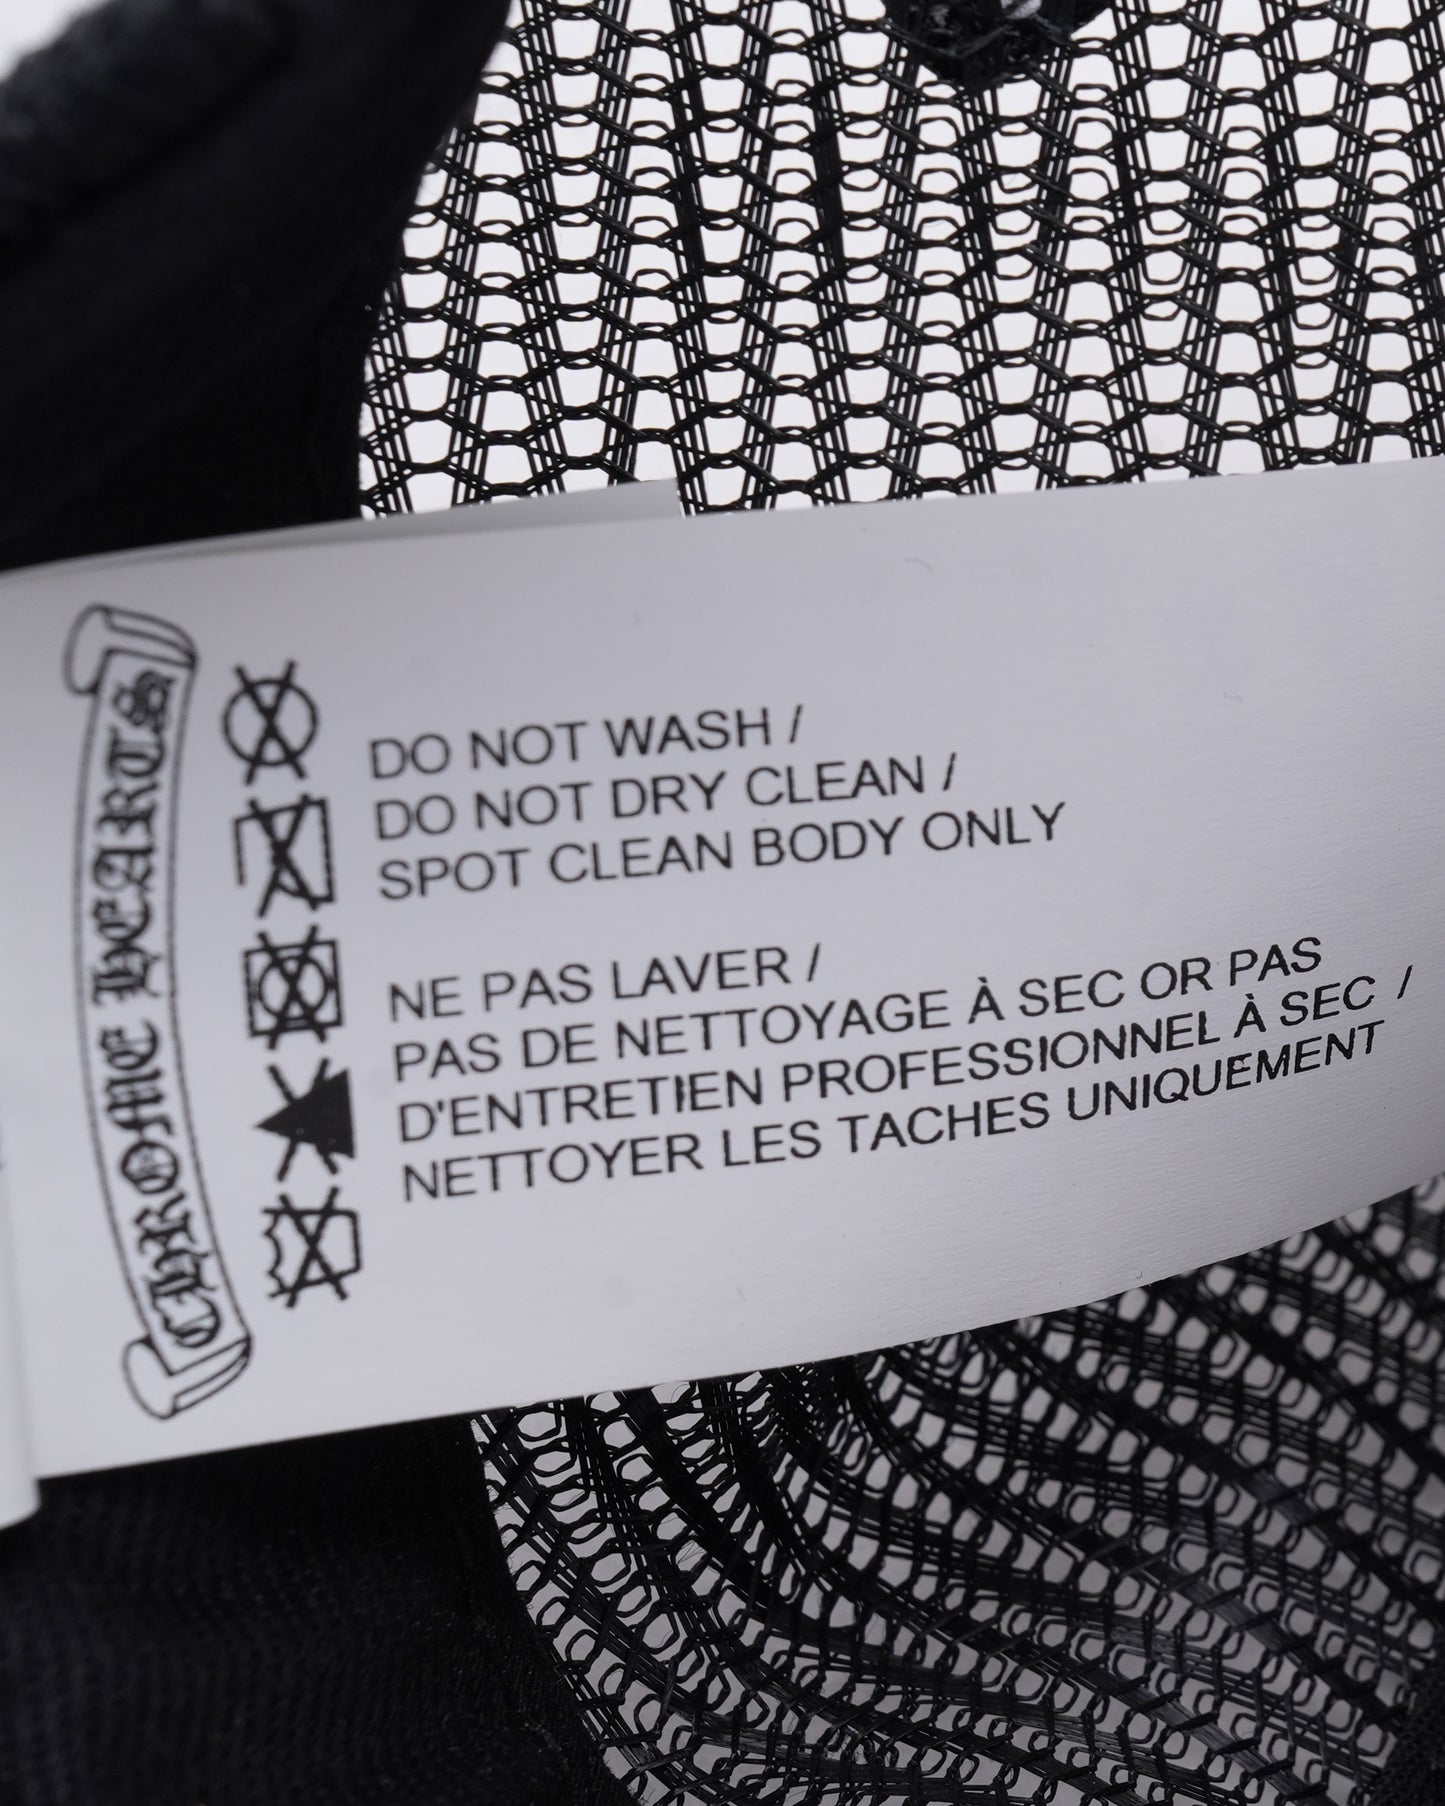 CHROME HEARTS
DO NOT WASH /
DO NOT DRY CLEAN /
SPOT CLEAN BODY ONLY
NE PAS LAVER /
PAS DE NETTOYAGE À SEC OR PAS
D'ENTRETIEN PROFESSIONNEL À SEC /
NETTOYER LES TACHES UNIQUEMENT